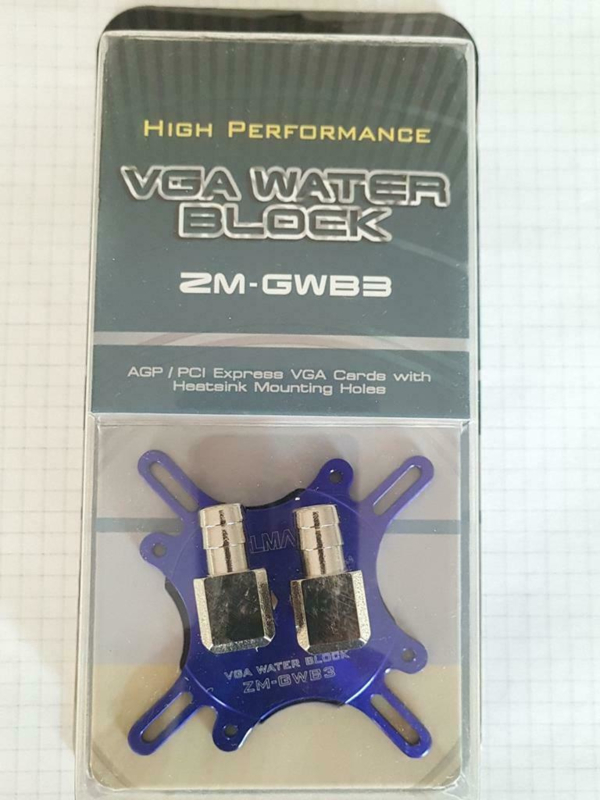 HIGH PERFORMANCE
VGA WATER
BLOCK
ZM-GWB3
AGP / PCI Express VGA Cards with
Heatsink Mounting Holes
LMA
VGA WATER BLOCK
ZM-GWB3